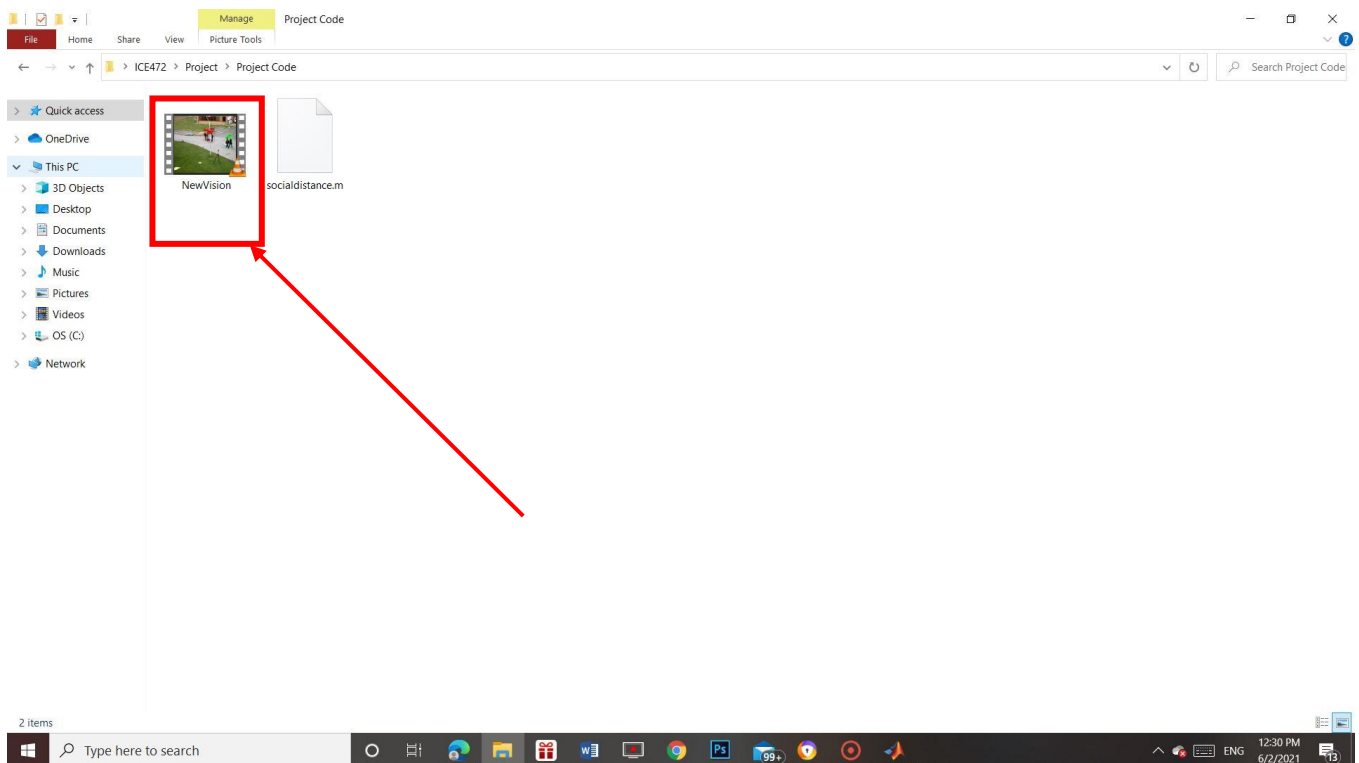 Manage
Project Code
File
Home
Share
View
Picture Tools
ICE472 > Project > Project Code
Search Project Code
Quick access
OneDrive
This PC
3D Objects
Desktop
Documents
Downloads
Music
Pictures
Videos
OS (C:)
Network
NewVision
socialdistance.m
2 items
Type here to search
W
Ps
99+
ENG
12:30 PM
6/2/2021
13